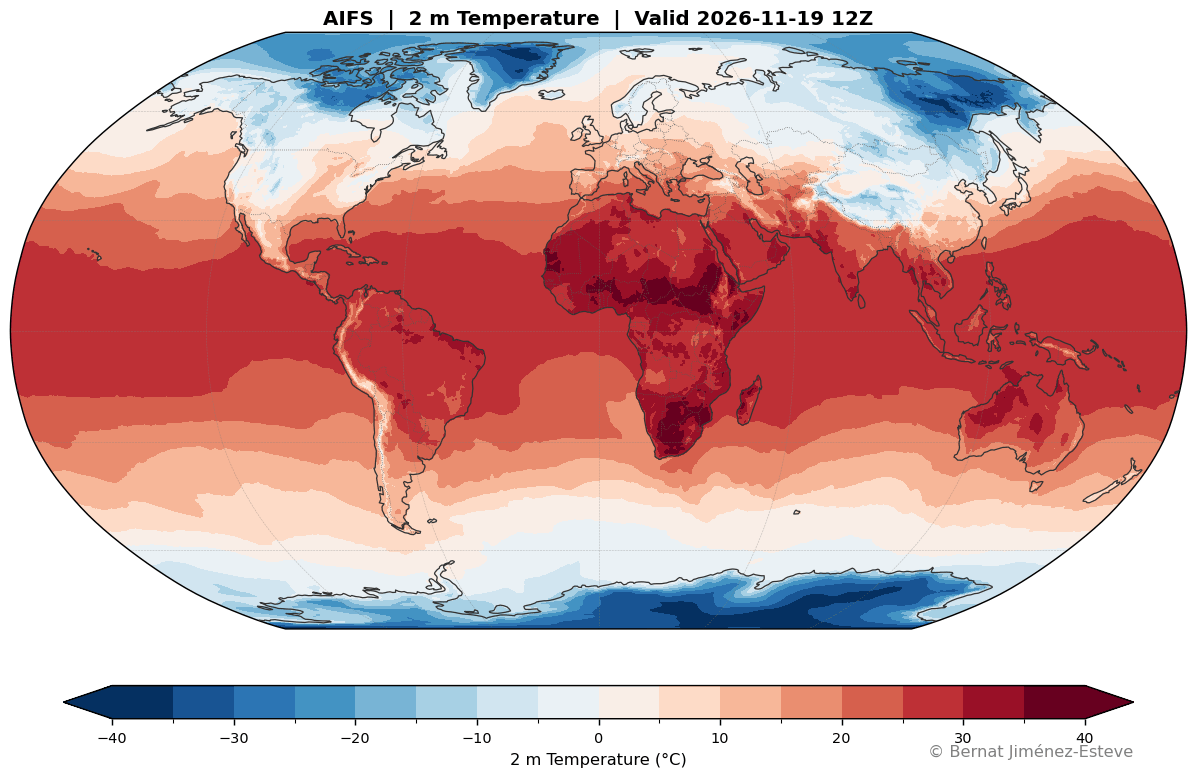 AIFS | 2 m Temperature | Valid 2026-11-19 12Z
−40 −30 −20 −10 0 10 20 30 40
2 m Temperature (°C)
© Bernat Jiménez-Esteve